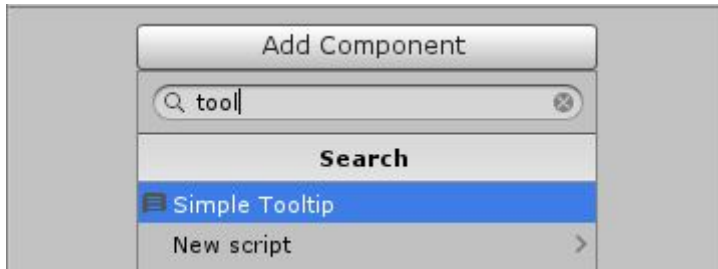 Add Component
tool
Search
Simple Tooltip
New script